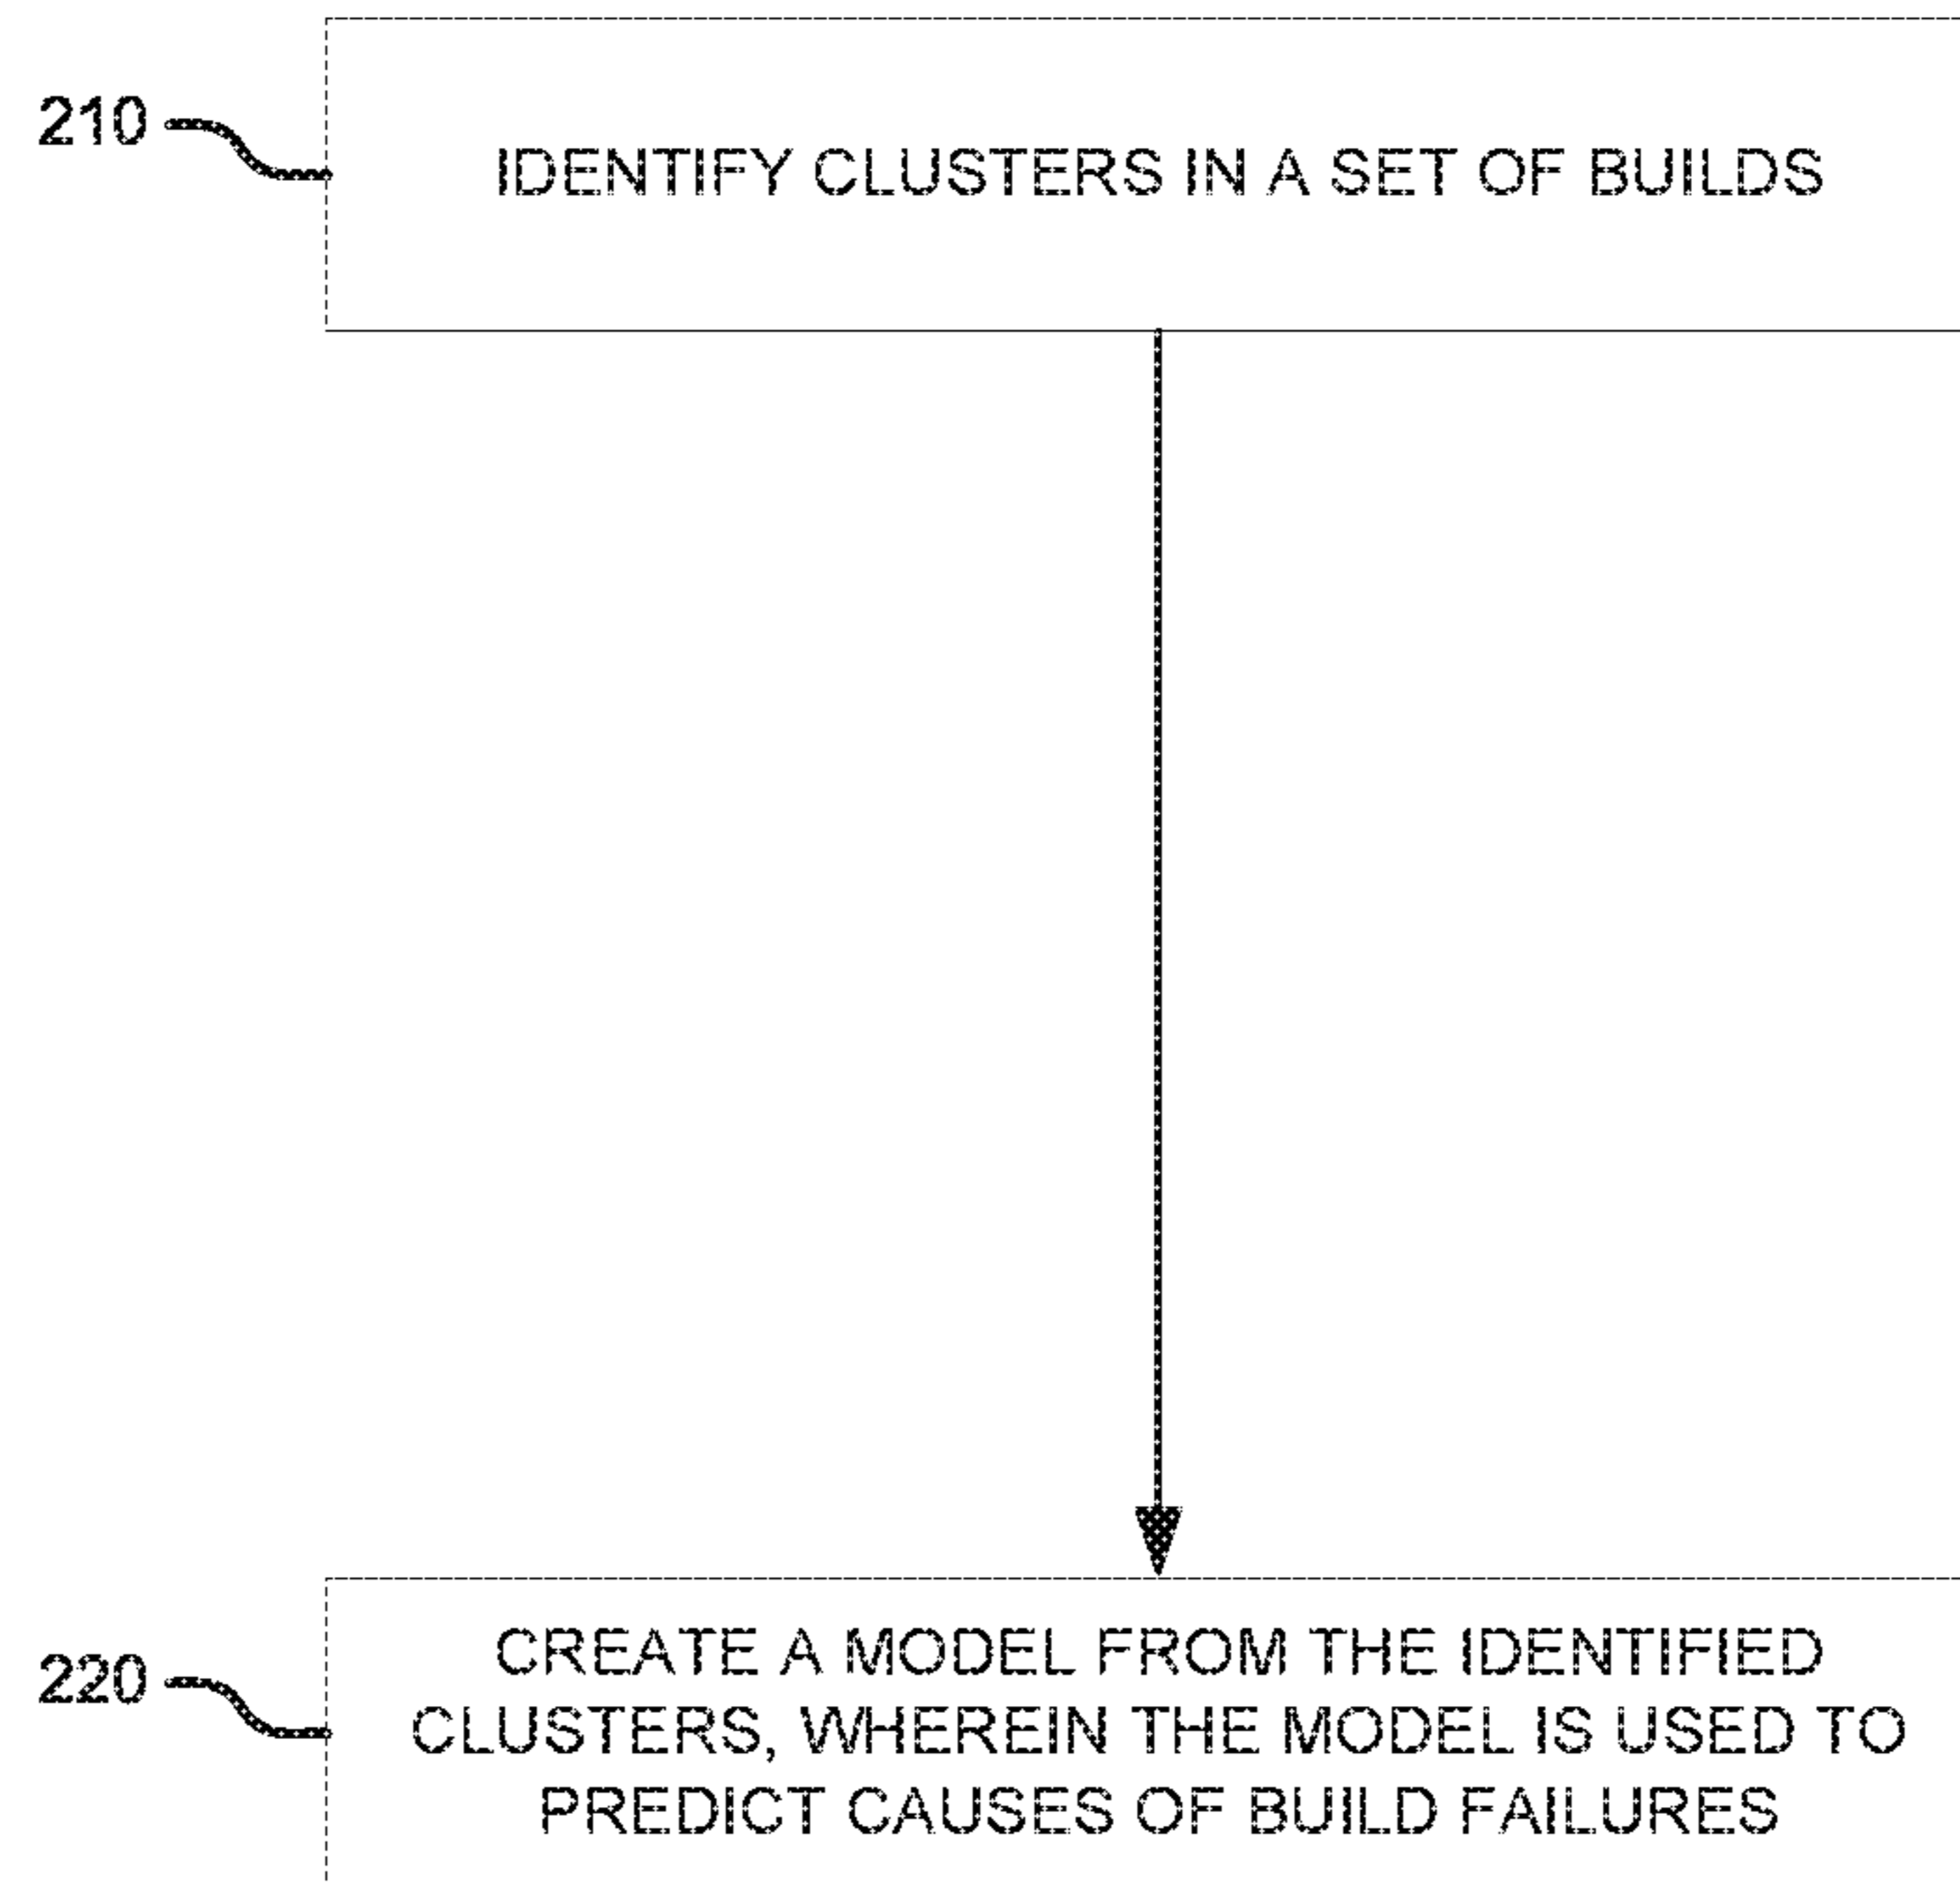 210
IDENTIFY CLUSTERS IN A SET OF BUILDS
220
CREATE A MODEL FROM THE IDENTIFIED
CLUSTERS, WHEREIN THE MODEL IS USED TO
PREDICT CAUSES OF BUILD FAILURES